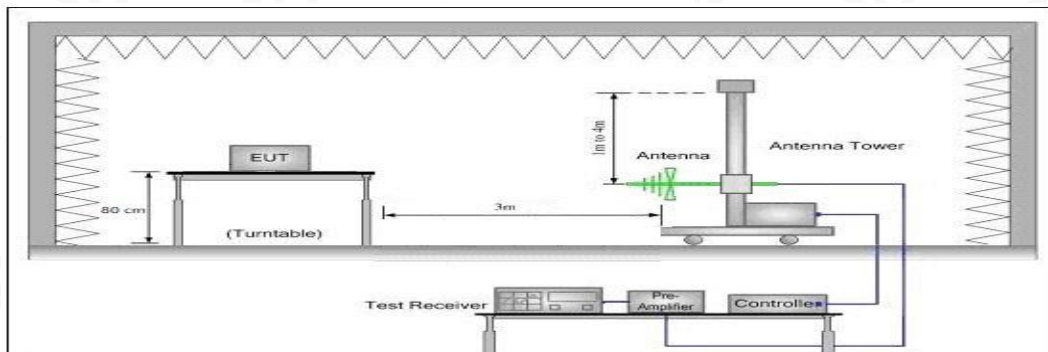 1m to 4m
EUT
Antenna
Antenna Tower
80 cm
3m
(Turntable)
Test Receiver
Pre-
Amplifier
Controller